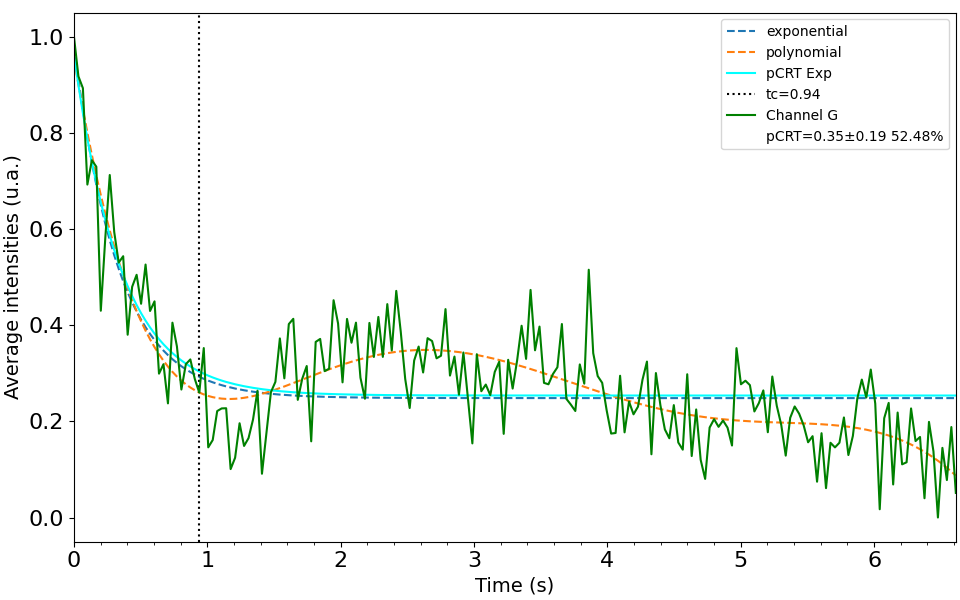 1.0
0.8
0.6
0.4
0.2
0.0
Average intensities (u.a.)
exponential
polynomial
pCRT Exp
tc=0.94
Channel G
pCRT=0.35±0.19 52.48%
0 1 2 3 4 5 6
Time (s)